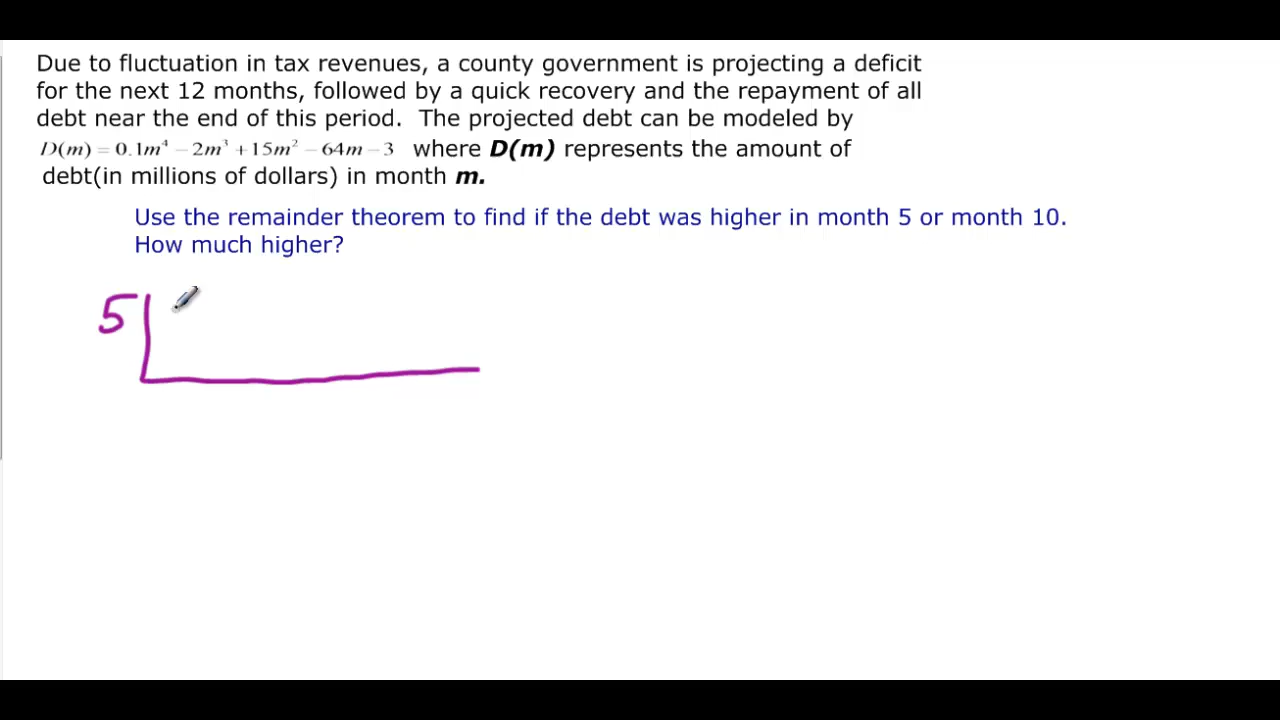 Due to fluctuation in tax revenues, a county government is projecting a deficit
for the next 12 months, followed by a quick recovery and the repayment of all
debt near the end of this period.  The projected debt can be modeled by
D(m) = 0.1m⁴ − 2m³ + 15m² − 64m − 3 where D(m) represents the amount of
debt(in millions of dollars) in month m.
Use the remainder theorem to find if the debt was higher in month 5 or month 10.
How much higher?
5